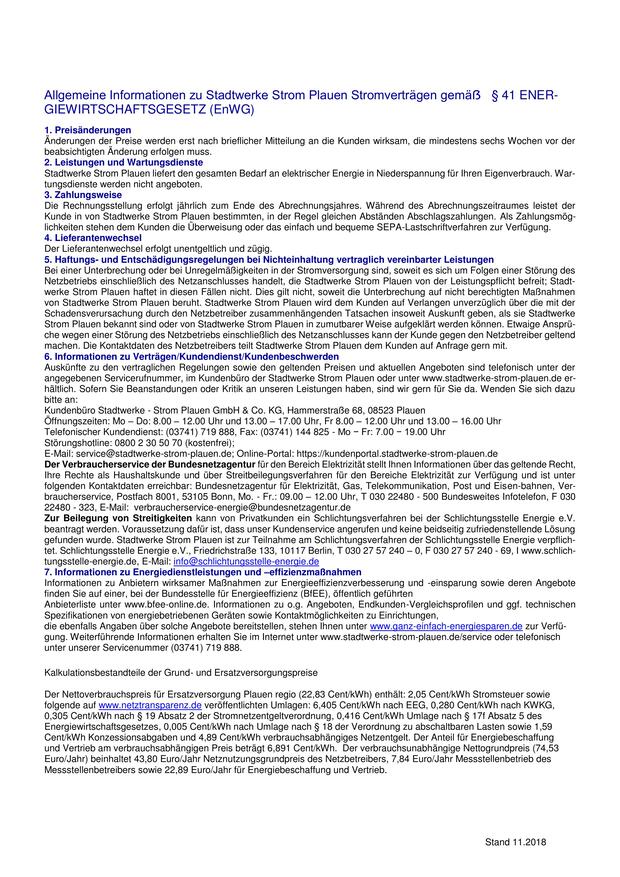 Allgemeine Informationen zu Stadtwerke Strom Plauen Stromverträgen gemäß § 41 ENER-
GIEWIRTSCHAFTSGESETZ (EnWG)
1. Preisänderungen
Änderungen der Preise werden erst nach brieflicher Mitteilung an die Kunden wirksam, die mindestens sechs Wochen vor der
beabsichtigten Änderung erfolgen muss.
2. Leistungen und Wartungsdienste
Stadtwerke Strom Plauen liefert den gesamten Bedarf an elektrischer Energie in Niederspannung für Ihren Eigenverbrauch. War-
tungsdienste werden nicht angeboten.
3. Zahlungsweise
Die Rechnungsstellung erfolgt jährlich zum Ende des Abrechnungsjahres. Während des Abrechnungszeitraumes leistet der
Kunde in von Stadtwerke Strom Plauen bestimmten, in der Regel gleichen Abständen Abschlagszahlungen. Als Zahlungsmög-
lichkeiten stehen dem Kunden die Überweisung oder das einfach und bequeme SEPA-Lastschriftverfahren zur Verfügung.
4. Lieferantenwechsel
Der Lieferantenwechsel erfolgt unentgeltlich und zügig.
5. Haftungs- und Entschädigungsregelungen bei Nichteinhaltung vertraglich vereinbarter Leistungen
Bei einer Unterbrechung oder bei Unregelmäßigkeiten in der Stromversorgung sind, soweit es sich um Folgen einer Störung des
Netzbetriebs einschließlich des Netzanschlusses handelt, die Stadtwerke Strom Plauen von der Leistungspflicht befreit; Stadt-
werke Strom Plauen haftet in diesen Fällen nicht. Dies gilt nicht, soweit die Unterbrechung auf nicht berechtigten Maßnahmen
von Stadtwerke Strom Plauen beruht. Stadtwerke Strom Plauen wird dem Kunden auf Verlangen unverzüglich über die mit der
Schadensverursachung durch den Netzbetreiber zusammenhängenden Tatsachen insoweit Auskunft geben, als sie Stadtwerke
Strom Plauen bekannt sind oder von Stadtwerke Strom Plauen in zumutbarer Weise aufgeklärt werden können. Etwaige Ansprü-
che wegen einer Störung des Netzbetriebs einschließlich des Netzanschlusses kann der Kunde gegen den Netzbetreiber geltend
machen. Die Kontaktdaten des Netzbetreibers teilt Stadtwerke Strom Plauen dem Kunden auf Anfrage gern mit.
6. Informationen zu Verträgen/Kundendienst/Kundenbeschwerden
Auskünfte zu den vertraglichen Regelungen sowie den geltenden Preisen und aktuellen Angeboten sind telefonisch unter der
angegebenen Servicerufnummer, im Kundenbüro der Stadtwerke Strom Plauen oder unter www.stadtwerke-strom-plauen.de er-
hältlich. Sofern Sie Beanstandungen oder Kritik an unseren Leistungen haben, sind wir gern für Sie da. Wenden Sie sich dazu
bitte an:
Kundenbüro Stadtwerke - Strom Plauen GmbH & Co. KG, Hammerstraße 68, 08523 Plauen
Öffnungszeiten: Mo – Do: 8.00 – 12.00 Uhr und 13.00 – 17.00 Uhr, Fr 8.00 – 12.00 Uhr und 13.00 – 16.00 Uhr
Telefonischer Kundendienst: (03741) 719 888, Fax: (03741) 144 825 - Mo − Fr: 7.00 − 19.00 Uhr
Störungshotline: 0800 2 30 50 70 (kostenfrei);
E-Mail: service@stadtwerke-strom-plauen.de; Online-Portal: https://kundenportal.stadtwerke-strom-plauen.de
Der Verbraucherservice der Bundesnetzagentur für den Bereich Elektrizität stellt Ihnen Informationen über das geltende Recht,
Ihre Rechte als Haushaltskunde und über Streitbeilegungsverfahren für den Bereiche Elektrizität zur Verfügung und ist unter
folgenden Kontaktdaten erreichbar: Bundesnetzagentur für Elektrizität, Gas, Telekommunikation, Post und Eisen-bahnen, Ver-
braucherservice, Postfach 8001, 53105 Bonn, Mo. - Fr.: 09.00 – 12.00 Uhr, T 030 22480 - 500 Bundesweites Infotelefon, F 030
22480 - 323, E-Mail: verbraucherservice-energie@bundesnetzagentur.de
Zur Beilegung von Streitigkeiten kann von Privatkunden ein Schlichtungsverfahren bei der Schlichtungsstelle Energie e.V.
beantragt werden. Voraussetzung dafür ist, dass unser Kundenservice angerufen und keine beidseitig zufriedenstellende Lösung
gefunden wurde. Stadtwerke Strom Plauen ist zur Teilnahme am Schlichtungsverfahren der Schlichtungsstelle Energie verpflich-
tet. Schlichtungsstelle Energie e.V., Friedrichstraße 133, 10117 Berlin, T 030 27 57 240 – 0, F 030 27 57 240 - 69, I www.schlich-
tungsstelle-energie.de, E-Mail: info@schlichtungsstelle-energie.de
7. Informationen zu Energiedienstleistungen und –effizienzmaßnahmen
Informationen zu Anbietern wirksamer Maßnahmen zur Energieeffizienzverbesserung und -einsparung sowie deren Angebote
finden Sie auf einer, bei der Bundesstelle für Energieeffizienz (BfEE), öffentlich geführten
Anbieterliste unter www.bfee-online.de. Informationen zu o.g. Angeboten, Endkunden-Vergleichsprofilen und ggf. technischen
Spezifikationen von energiebetriebenen Geräten sowie Kontaktmöglichkeiten zu Einrichtungen,
die ebenfalls Angaben über solche Angebote bereitstellen, stehen Ihnen unter www.ganz-einfach-energiesparen.de zur Verfü-
gung. Weiterführende Informationen erhalten Sie im Internet unter www.stadtwerke-strom-plauen.de/service oder telefonisch
unter unserer Servicenummer (03741) 719 888.
Kalkulationsbestandteile der Grund- und Ersatzversorgungspreise
Der Nettoverbrauchspreis für Ersatzversorgung Plauen regio (22,83 Cent/kWh) enthält: 2,05 Cent/kWh Stromsteuer sowie
folgende auf www.netztransparenz.de veröffentlichten Umlagen: 6,405 Cent/kWh nach EEG, 0,280 Cent/kWh nach KWKG,
0,305 Cent/kWh nach § 19 Absatz 2 der Stromnetzentgeltverordnung, 0,416 Cent/kWh Umlage nach § 17f Absatz 5 des
Energiewirtschaftsgesetzes, 0,005 Cent/kWh nach Umlage nach § 18 der Verordnung zu abschaltbaren Lasten sowie 1,59
Cent/kWh Konzessionsabgaben und 4,89 Cent/kWh verbrauchsabhängiges Netzentgelt. Der Anteil für Energiebeschaffung
und Vertrieb am verbrauchsabhängigen Preis beträgt 6,891 Cent/kWh. Der verbrauchsunabhängige Nettogrundpreis (74,53
Euro/Jahr) beinhaltet 43,80 Euro/Jahr Netznutzungsgrundpreis des Netzbetreibers, 7,84 Euro/Jahr Messstellenbetrieb des
Messstellenbetreibers sowie 22,89 Euro/Jahr für Energiebeschaffung und Vertrieb.
Stand 11.2018